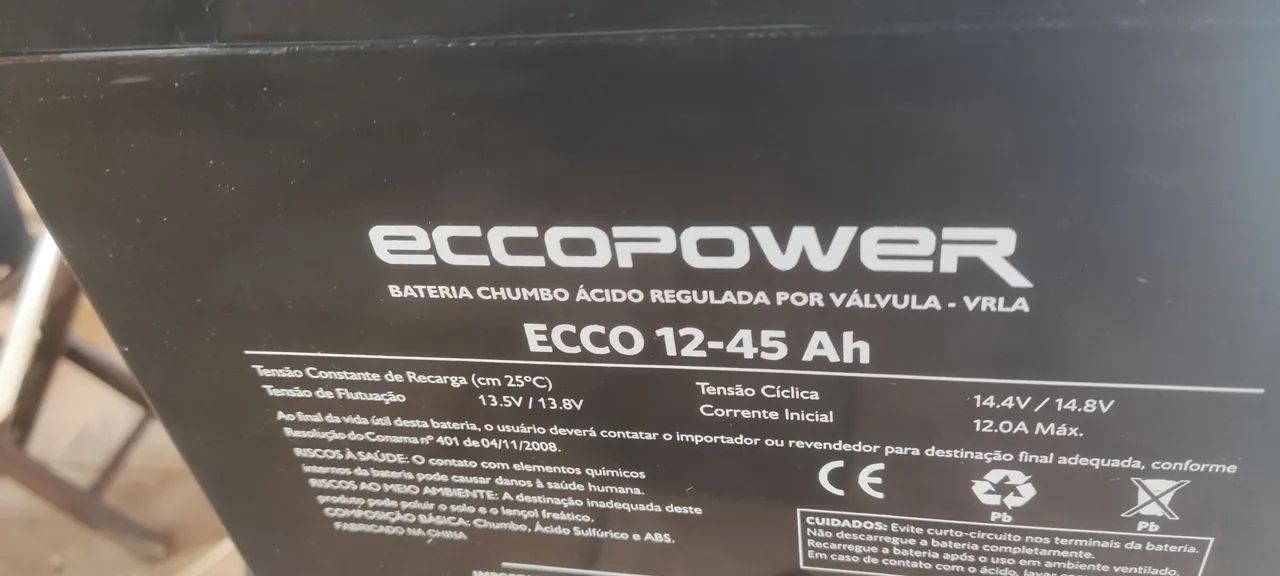 eccopower
BATERIA CHUMBO ÁCIDO REGULADA POR VÁLVULA - VRLA
ECCO 12-45 Ah
Tensão Constante de Recarga (cm 25°C)
Tensão de Flutuação 13.5V / 13.8V
Tensão Cíclica 14.4V / 14.8V
Corrente Inicial 12.0A Máx.
Ao final da vida útil desta bateria, o usuário deverá contatar o importador ou revendedor para destinação final adequada, conforme
Resolução do Conama nº 401 de 04/11/2008.
RISCOS À SAÚDE: O contato com elementos químicos
internos da bateria pode causar danos à saúde humana.
RISCOS AO MEIO AMBIENTE: A destinação inadequada deste
produto pode poluir o solo e o lençol freático.
COMPOSIÇÃO BÁSICA: Chumbo, Ácido Sulfúrico e ABS.
FABRICADO NA CHINA
CE
Pb
Pb
CUIDADOS: Evite curto-circuito nos terminais da bateria.
Não descarregue a bateria completamente.
Recarregue a bateria após o uso em ambiente ventilado.
Em caso de contato com o ácido, lavar